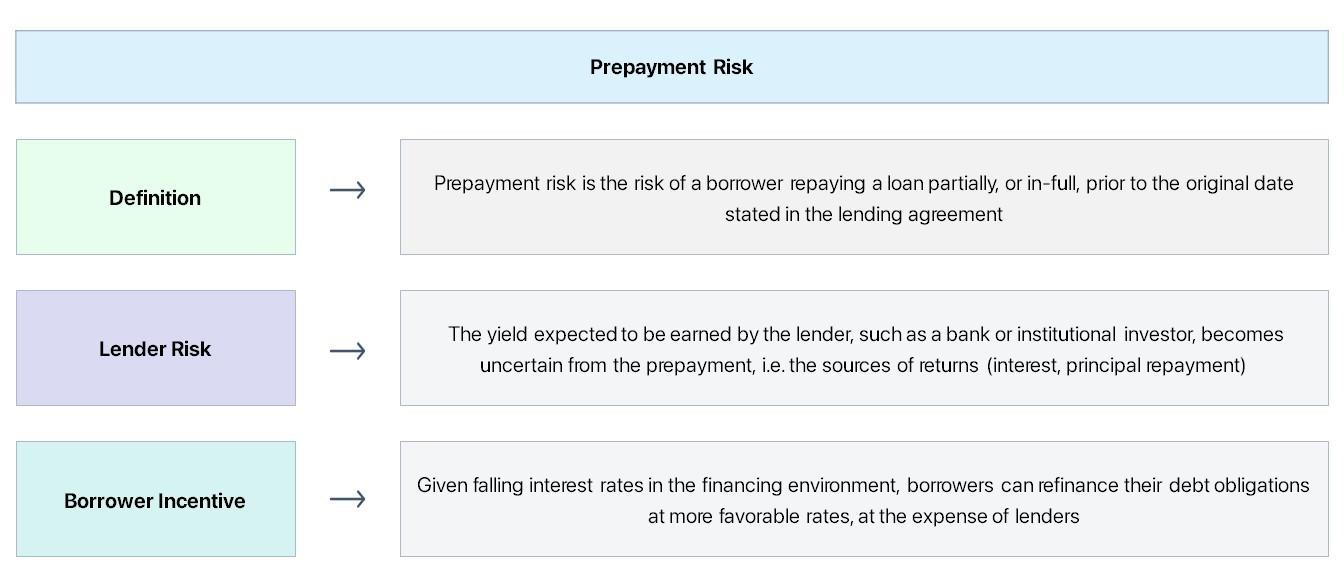 Prepayment Risk
Definition
Prepayment risk is the risk of a borrower repaying a loan partially, or in-full, prior to the original date
stated in the lending agreement
Lender Risk
The yield expected to be earned by the lender, such as a bank or institutional investor, becomes
uncertain from the prepayment, i.e. the sources of returns (interest, principal repayment)
Borrower Incentive
Given falling interest rates in the financing environment, borrowers can refinance their debt obligations
at more favorable rates, at the expense of lenders